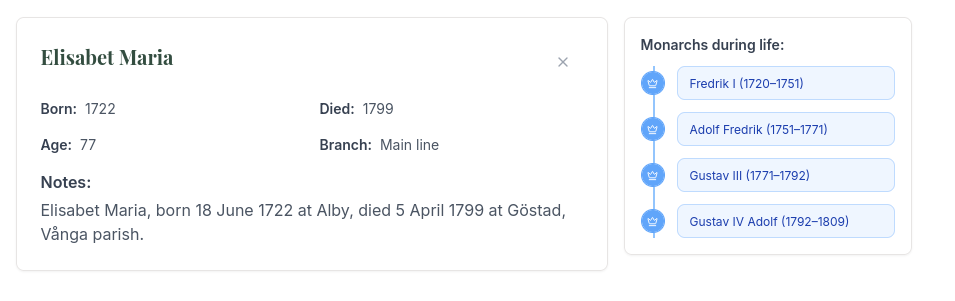 Elisabet Maria
Born: 1722
Died: 1799
Age: 77
Branch: Main line
Notes:
Elisabet Maria, born 18 June 1722 at Alby, died 5 April 1799 at Göstad,
Vånga parish.
Monarchs during life:
Fredrik I (1720–1751)
Adolf Fredrik (1751–1771)
Gustav III (1771–1792)
Gustav IV Adolf (1792–1809)